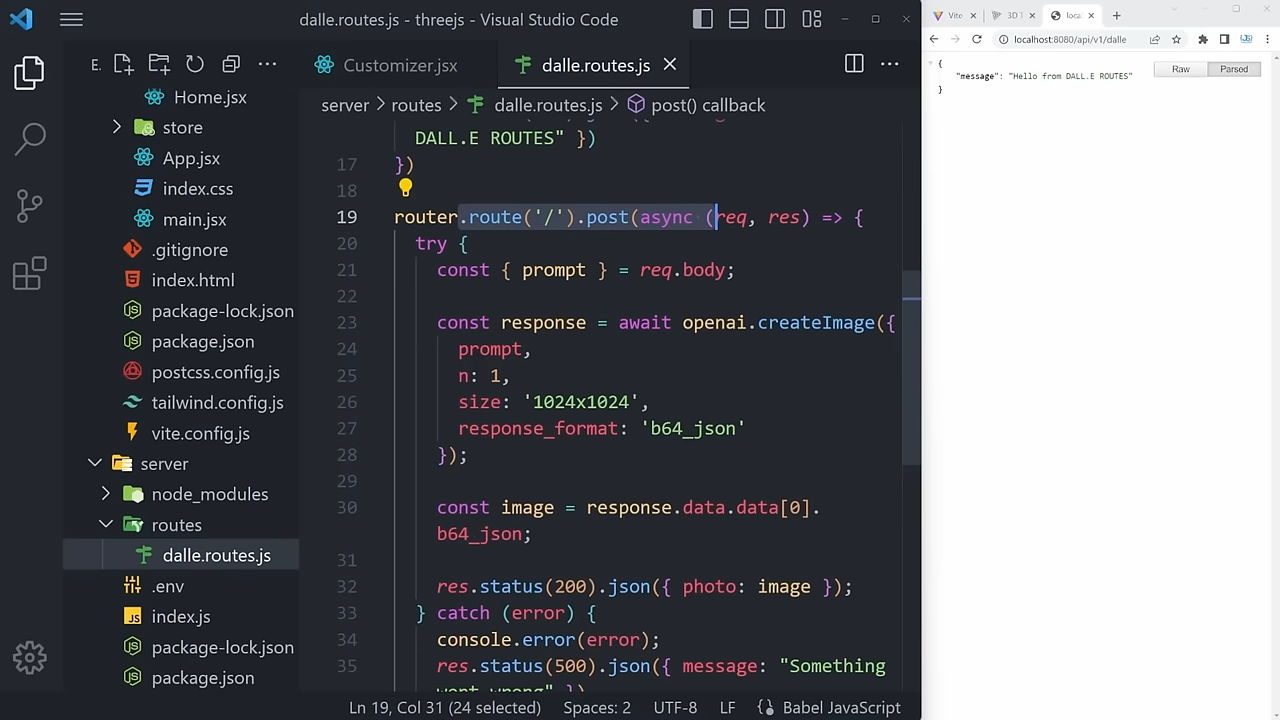 dalle.routes.js - threejs - Visual Studio Code
E.
Home.jsx
store
App.jsx
index.css
main.jsx
.gitignore
index.html
package-lock.json
package.json
postcss.config.js
tailwind.config.js
vite.config.js
server
node_modules
routes
dalle.routes.js
.env
index.js
package-lock.json
package.json
Customizer.jsx
dalle.routes.js
server > routes > dalle.routes.js > post() callback
DALL.E ROUTES" })
17 })
18
19 router.route('/').post(async (req, res) => {
20 try {
21 const { prompt } = req.body;
22
23 const response = await openai.createImage({
24 prompt,
25 n: 1,
26 size: '1024x1024',
27 response_format: 'b64_json'
28 });
29
30 const image = response.data.data[0].
b64_json;
31
32 res.status(200).json({ photo: image });
33 } catch (error) {
34 console.error(error);
35 res.status(500).json({ message: "Something
went wrong" })
Ln 19, Col 31 (24 selected) Spaces: 2 UTF-8 LF Babel JavaScript
Vite
3D T
loca
localhost:8080/api/v1/dalle
{
"message": "Hello from DALL.E ROUTES"
}
Raw Parsed